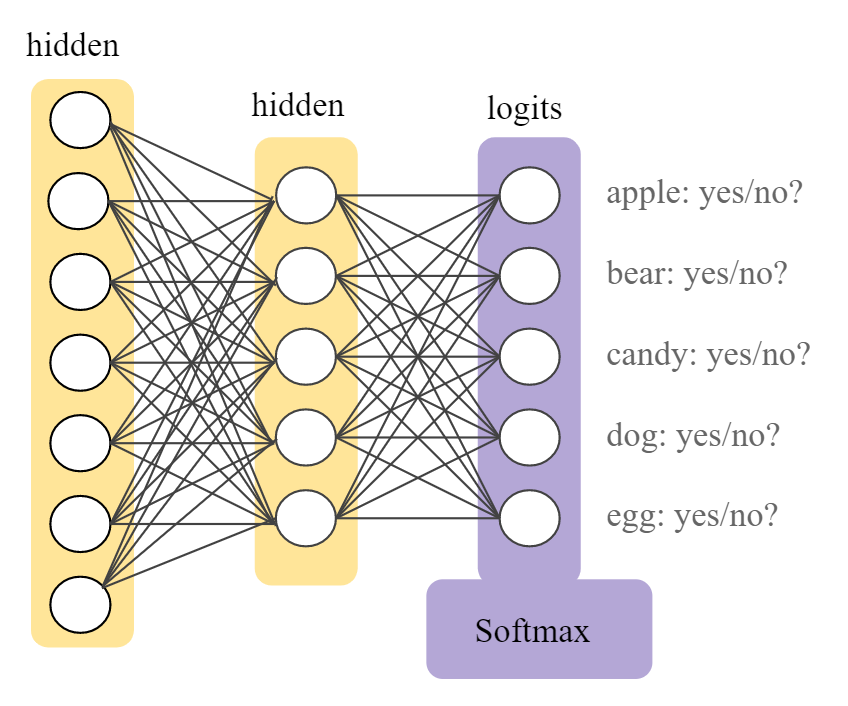 hidden
hidden
logits
apple: yes/no?
bear: yes/no?
candy: yes/no?
dog: yes/no?
egg: yes/no?
Softmax